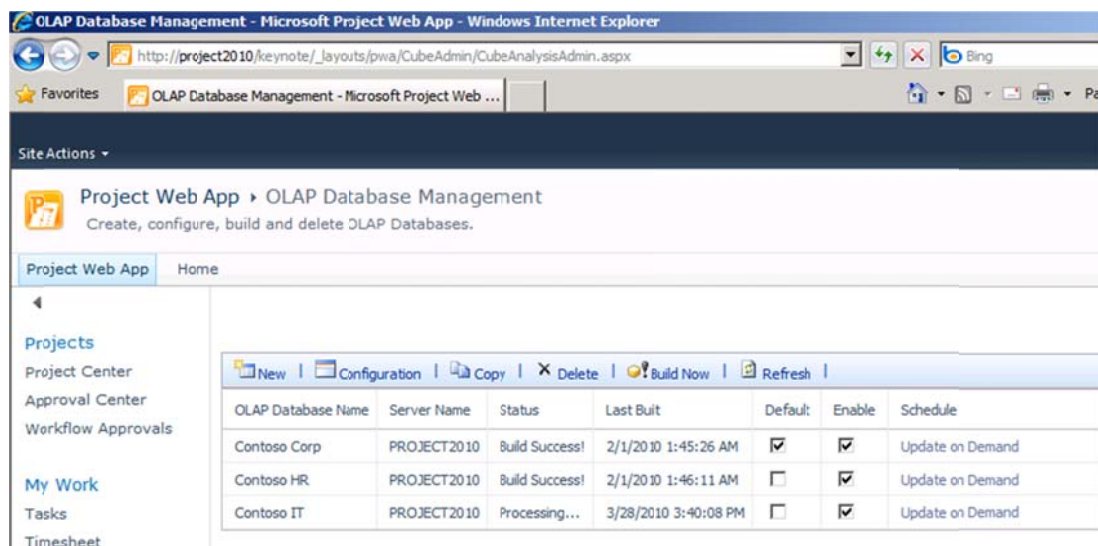 OLAP Database Management - Microsoft Project Web App - Windows Internet Explorer
http://project2010/keynote/_layouts/pwa/CubeAdmin/CubeAnalysisAdmin.aspx Bing
Favorites OLAP Database Management - Microsoft Project Web ... Pa
Site Actions
Project Web App OLAP Database Management
Create, configure, build and delete OLAP Databases.
Project Web App Home
Projects
Project Center
Approval Center
Workflow Approvals
My Work
Tasks
Timesheet
New | Configuration | Copy | Delete | Build Now | Refresh |
OLAP Database Name Server Name Status Last Buit Default Enable Schedule
Contoso Corp PROJECT2010 Build Success! 2/1/2010 1:45:26 AM Update on Demand
Contoso HR PROJECT2010 Build Success! 2/1/2010 1:46:11 AM Update on Demand
Contoso IT PROJECT2010 Processing... 3/28/2010 3:40:08 PM Update on Demand